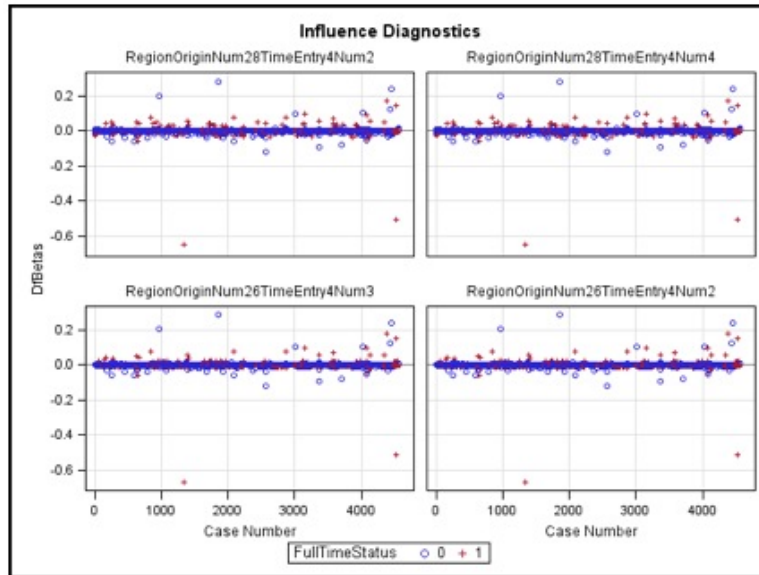 Influence Diagnostics
RegionOriginNum28TimeEntry4Num2
RegionOriginNum28TimeEntry4Num4
0.2
0.0
-0.2
-0.4
-0.6
DfBetas
RegionOriginNum26TimeEntry4Num3
RegionOriginNum26TimeEntry4Num2
0.2
0.0
-0.2
-0.4
-0.6
0 1000 2000 3000 4000
0 1000 2000 3000 4000
Case Number
Case Number
FullTimeStatus 0 1